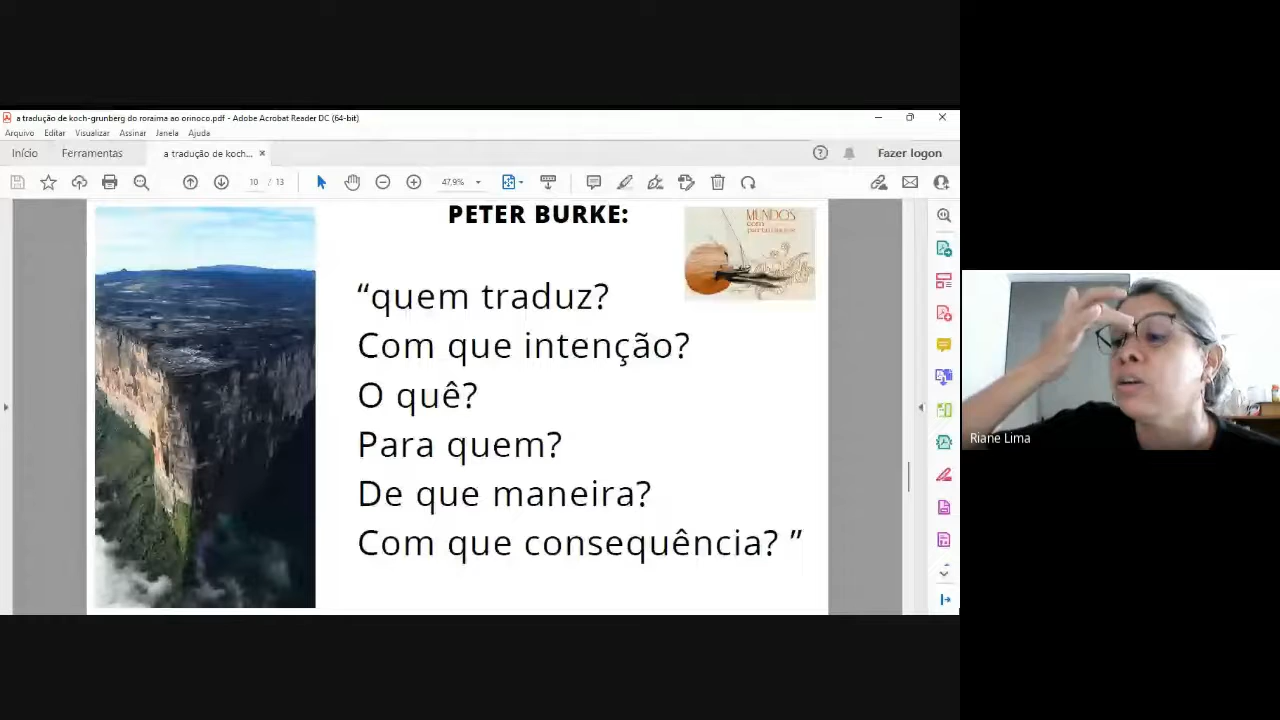 a tradução de koch-grunberg do roraima ao orinoco.pdf - Adobe Acrobat Reader DC (64-bit)
Arquivo Editar Visualizar Assinar Janela Ajuda
Início Ferramentas a tradução de koch... Fazer logon
10 / 13 47,9%
PETER BURKE:
MUNDOS
com
“quem traduz?
Com que intenção?
O quê?
Para quem?
De que maneira?
Com que consequência? ”
Riane Lima